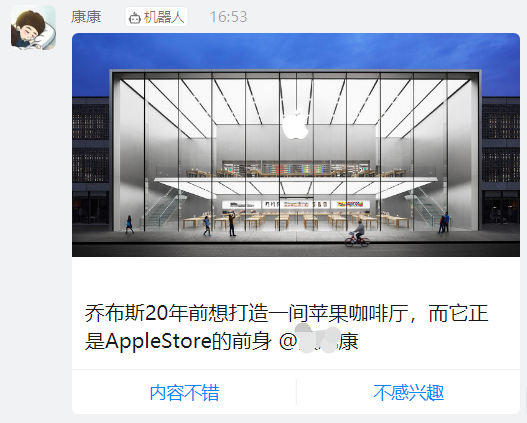 康康 机器人 16:53
乔布斯20年前想打造一间苹果咖啡厅，而它正
是AppleStore的前身 @康
内容不错 不感兴趣